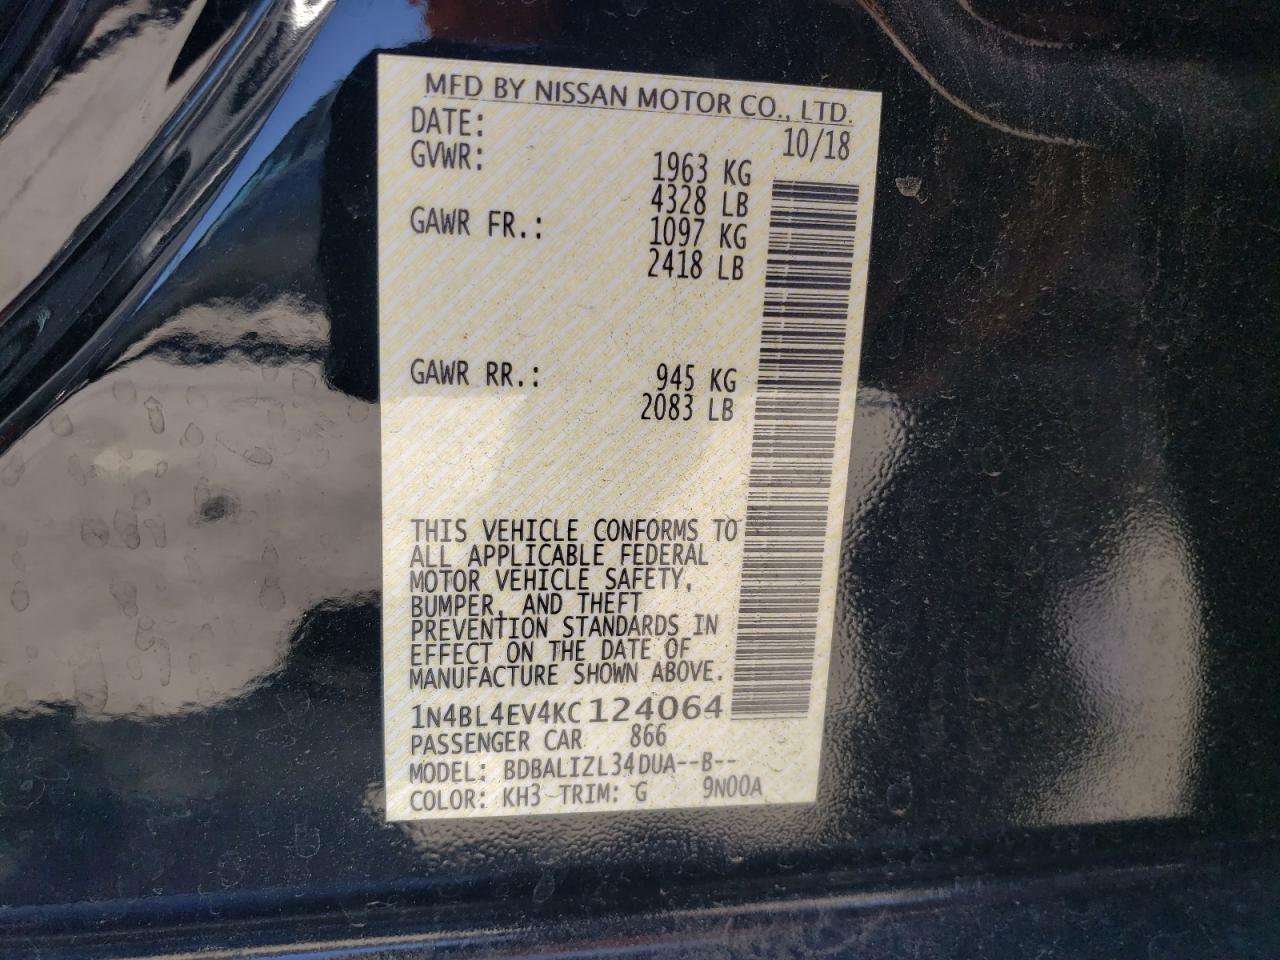 MFD BY NISSAN MOTOR CO., LTD.
DATE: 10/18
GVWR: 1963 KG
4328 LB
GAWR FR.: 1097 KG
2418 LB
GAWR RR.: 945 KG
2083 LB
THIS VEHICLE CONFORMS TO
ALL APPLICABLE FEDERAL
MOTOR VEHICLE SAFETY,
BUMPER, AND THEFT
PREVENTION STANDARDS IN
EFFECT ON THE DATE OF
MANUFACTURE SHOWN ABOVE.
1N4BL4EV4KC124064
PASSENGER CAR 866
MODEL: BDBALIZL34DUA--B--
COLOR: KH3 TRIM: G 9N00A